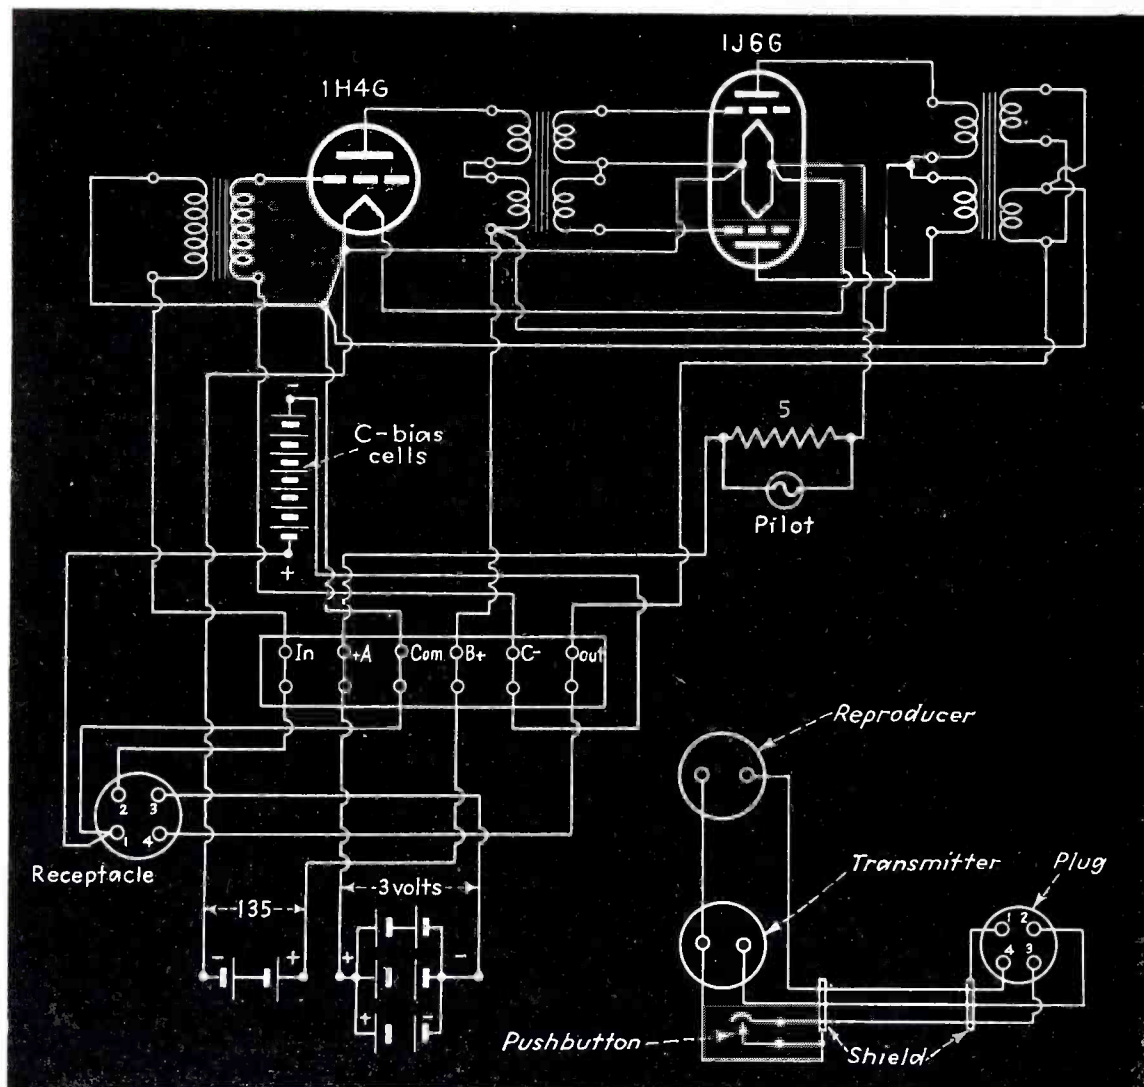 1J6G
1H4G
-
C-bias
cells
5
Pilot
+
In +A Com B+ C- out
Reproducer
2 3
1 4
Receptacle
Transmitter
Plug
3 volts
135
1 2
4 3
- +
+ -
+ -
Pushbutton
Shield